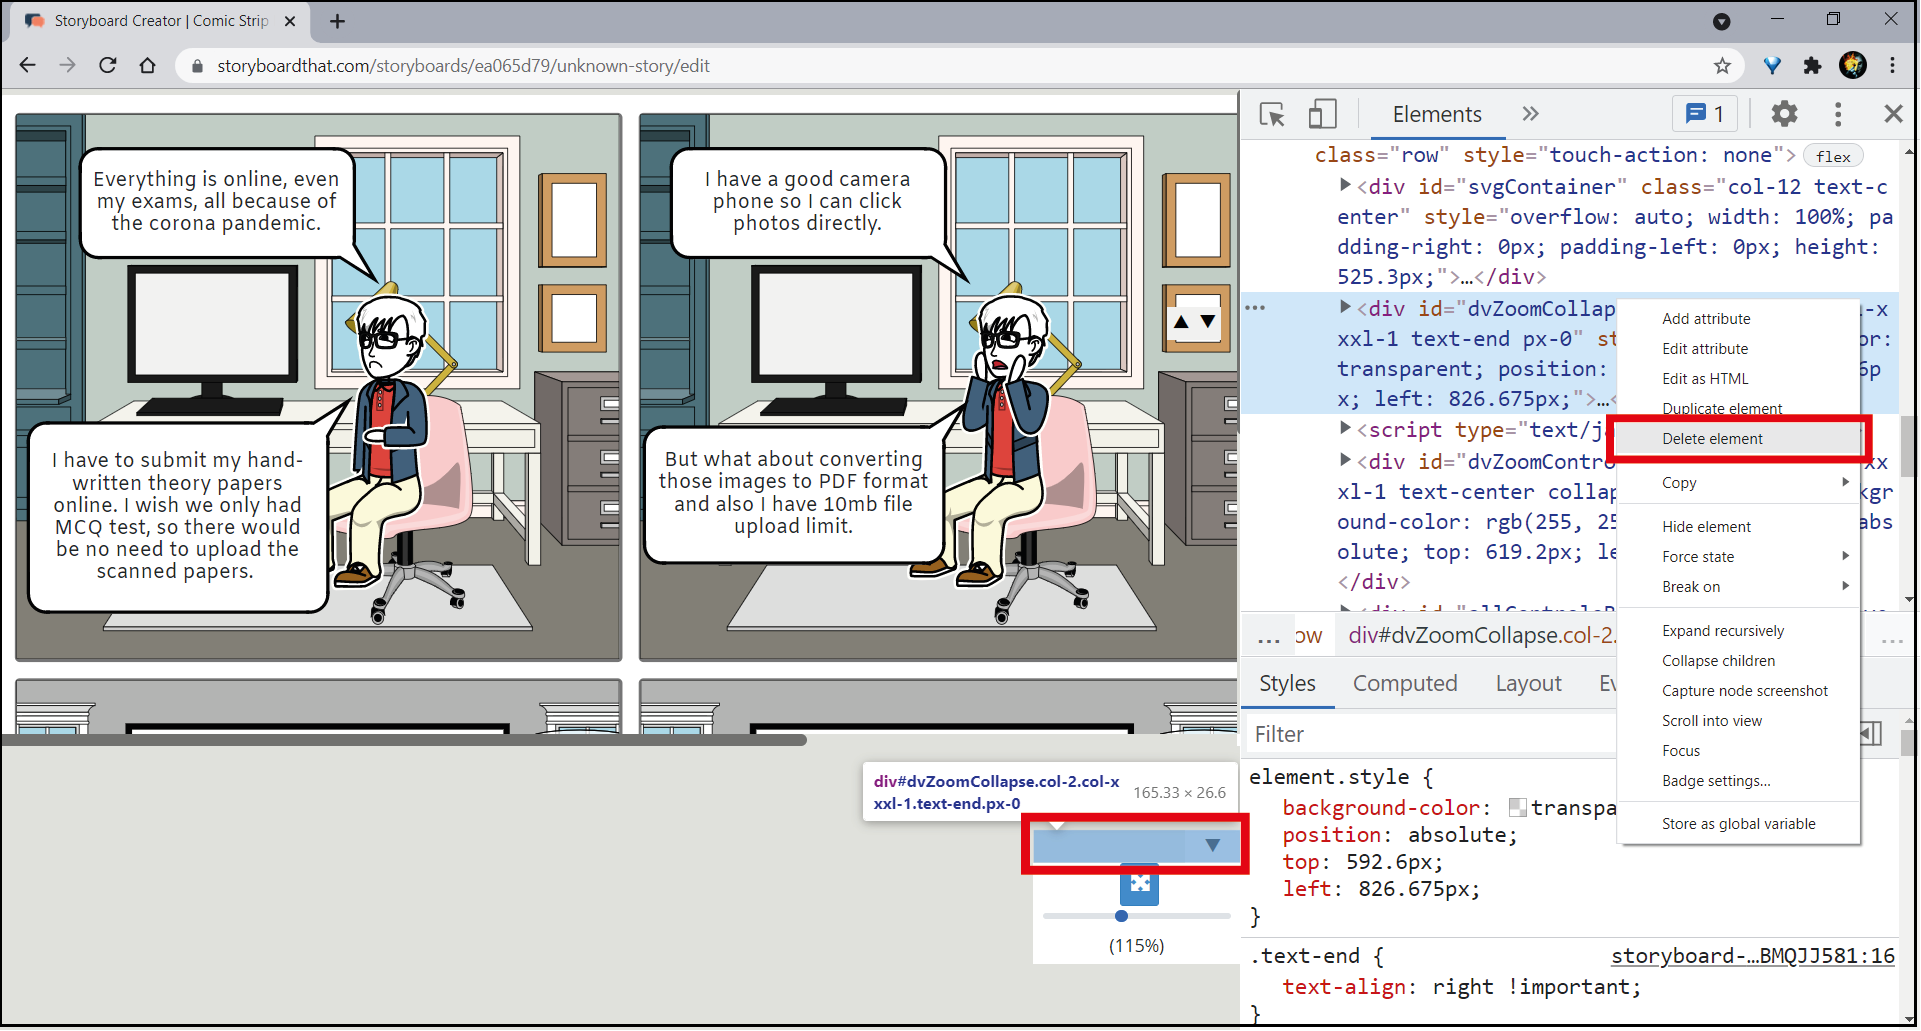 Storyboard Creator | Comic Strip
storyboardthat.com/storyboards/ea065d79/unknown-story/edit
Everything is online, even
my exams, all because of
the corona pandemic.
I have to submit my hand-
written theory papers
online. I wish we only had
MCQ test, so there would
be no need to upload the
scanned papers.
I have a good camera
phone so I can click
photos directly.
But what about converting
those images to PDF format
and also I have 10mb file
upload limit.
div#dvZoomCollapse.col-2.col-x
xxl-1.text-end.px-0
165.33 × 26.6
(115%)
Elements
1
class="row" style="touch-action: none">
flex
<div id="svgContainer" class="col-12 text-c
enter" style="overflow: auto; width: 100%; pa
dding-right: 0px; padding-left: 0px; height:
525.3px;">…</div>
<div id="dvZoomCollap
-x
xxl-1 text-end px-0" st
or:
transparent; position:
6p
x; left: 826.675px;">…<
<script type="text/ja
<div id="dvZoomContro
xx
xl-1 text-center collap
kgr
ound-color: rgb(255, 25
abs
olute; top: 619.2px; le
</div>
Add attribute
Edit attribute
Edit as HTML
Duplicate element
Delete element
Copy
Hide element
Force state
Break on
Expand recursively
Collapse children
Capture node screenshot
Scroll into view
Focus
Badge settings...
Store as global variable
...
ow
div#dvZoomCollapse.col-2.
...
Styles
Computed
Layout
Ev
Filter
element.style {
background-color: transpa
position: absolute;
top: 592.6px;
left: 826.675px;
}
.text-end {
storyboard-…BMQJJ581:16
text-align: right !important;
}